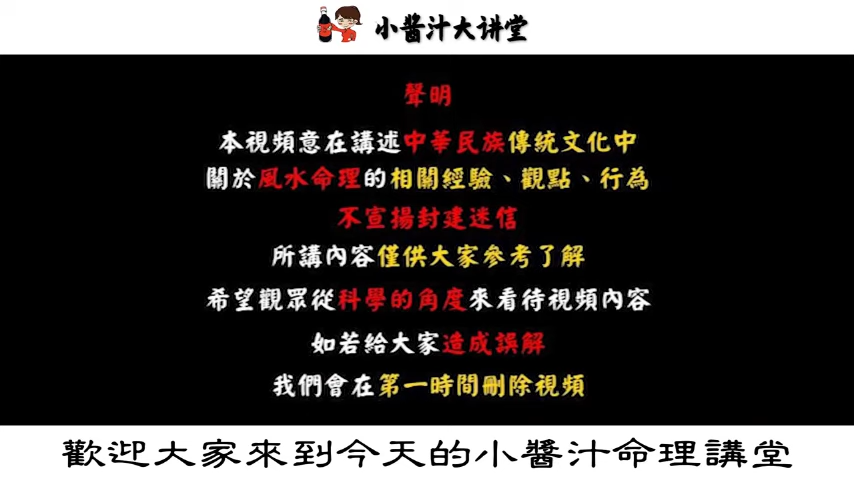 小醬汁大讲堂
聲明
本視頻意在講述中華民族傳統文化中
關於風水命理的相關經驗、觀點、行為
不宣揚封建迷信
所講內容僅供大家參考了解
希望觀眾從科學的角度來看待視頻內容
如若給大家造成誤解
我們會在第一時間刪除視頻
歡迎大家來到今天的小醬汁命理講堂